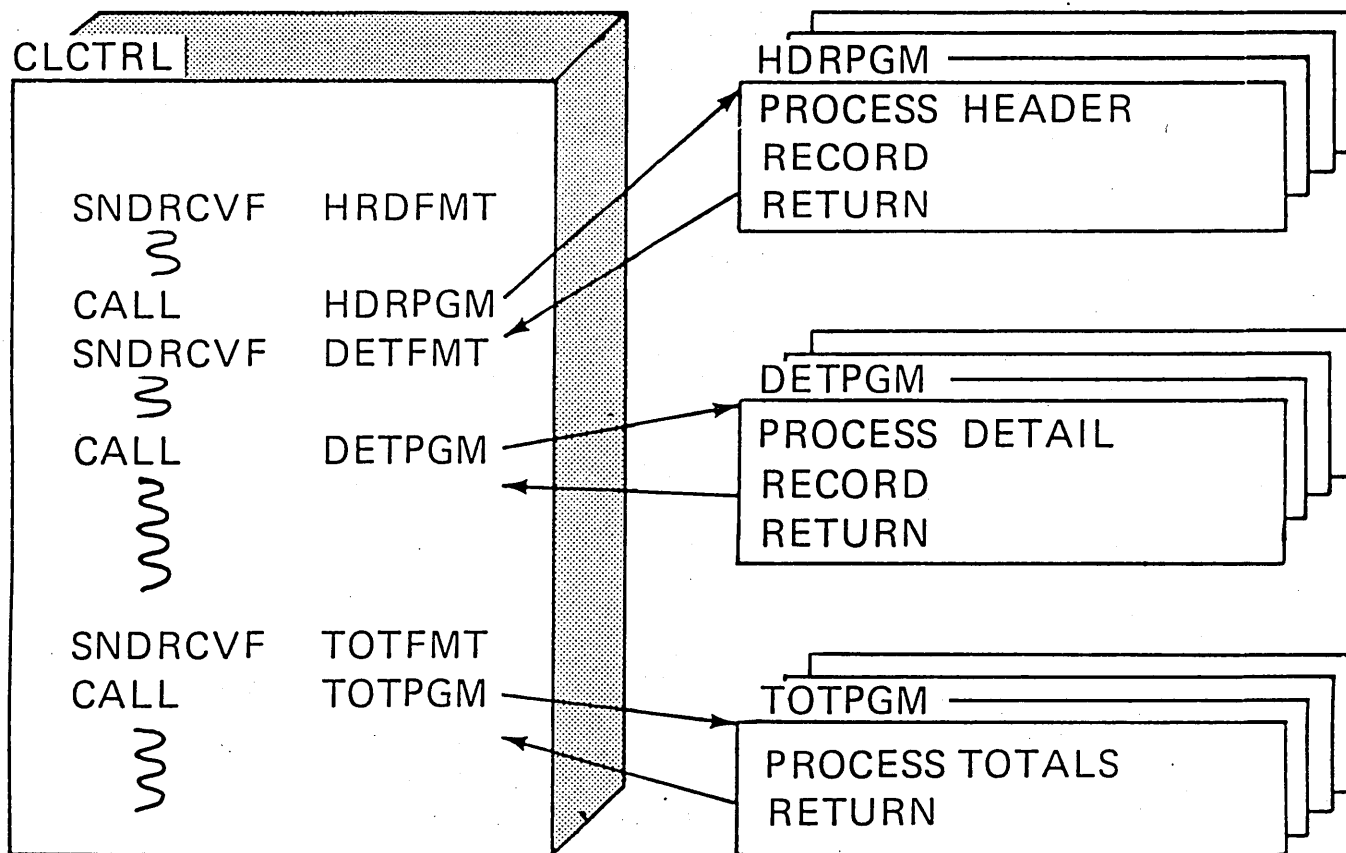 CLCTRL
SNDRCVF HRDFMT
CALL HDRPGM
SNDRCVF DETFMT
CALL DETPGM
SNDRCVF TOTFMT
CALL TOTPGM
HDRPGM
PROCESS HEADER
RECORD
RETURN
DETPGM
PROCESS DETAIL
RECORD
RETURN
TOTPGM
PROCESS TOTALS
RETURN